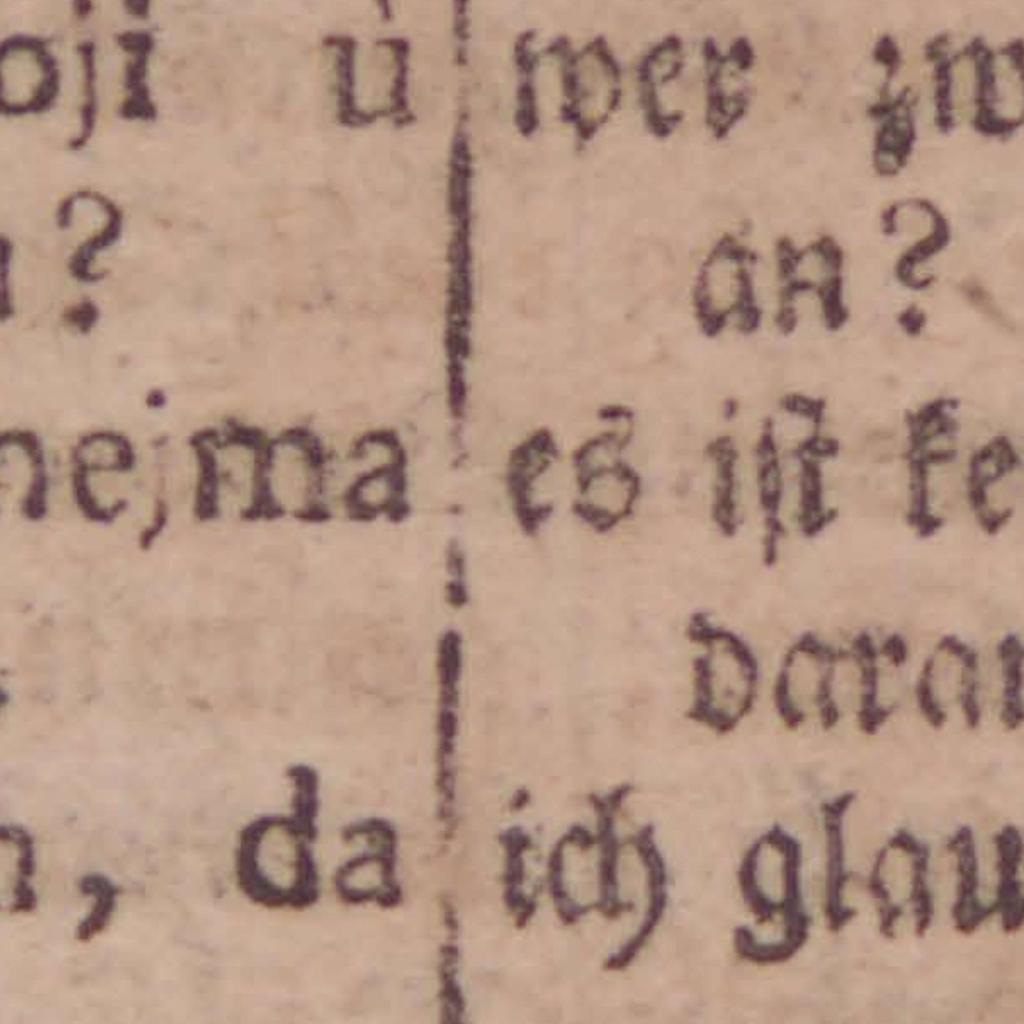 oji ù
?
nejma
, da
wer zw
an?
es iſt ke
daran
ich glau